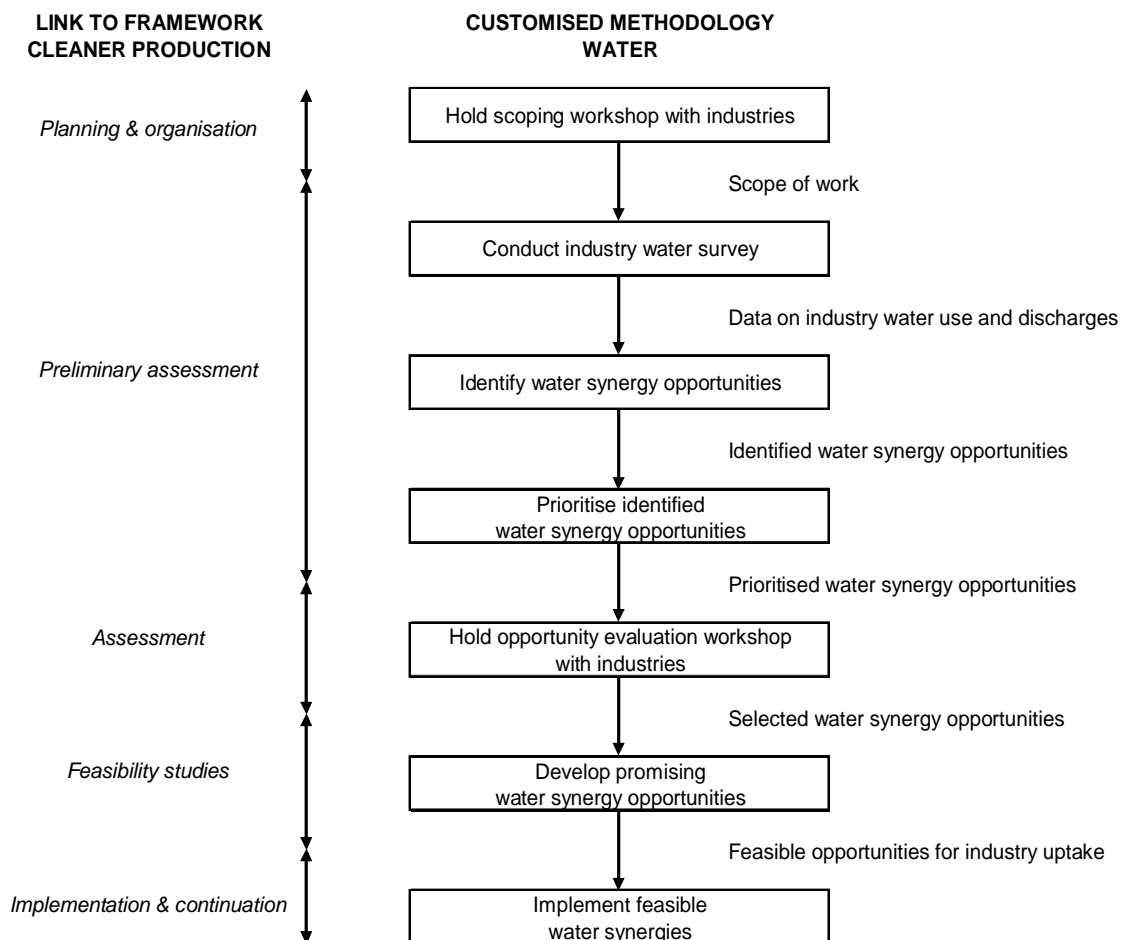 LINK TO FRAMEWORK
CLEANER PRODUCTION
CUSTOMISED METHODOLOGY
WATER
Planning & organisation
Hold scoping workshop with industries
Scope of work
Conduct industry water survey
Data on industry water use and discharges
Preliminary assessment
Identify water synergy opportunities
Identified water synergy opportunities
Prioritise identified
water synergy opportunities
Prioritised water synergy opportunities
Assessment
Hold opportunity evaluation workshop
with industries
Selected water synergy opportunities
Feasibility studies
Develop promising
water synergy opportunities
Feasible opportunities for industry uptake
Implementation & continuation
Implement feasible
water synergies